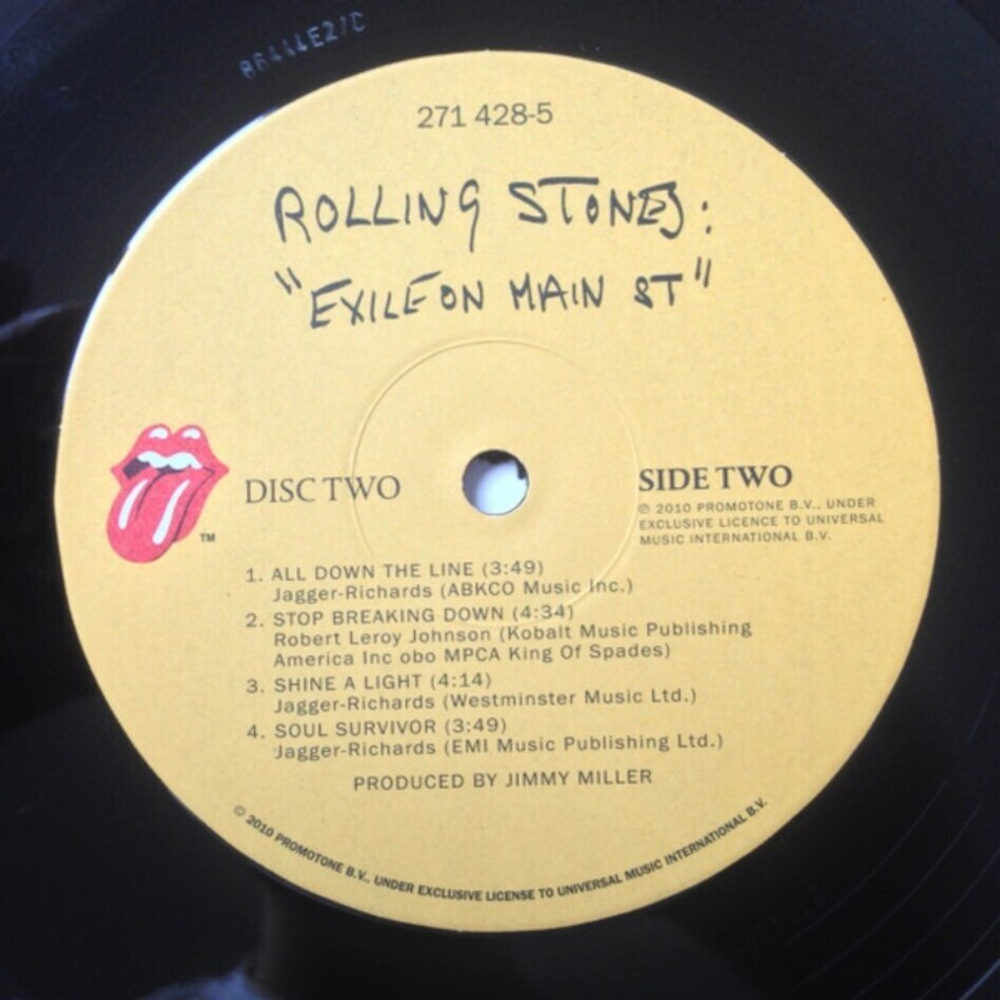 271 428-5
ROLLING STONES:
"EXILE ON MAIN ST"
DISC TWO
SIDE TWO
℗ 2010 PROMOTONE B.V., UNDER
EXCLUSIVE LICENCE TO UNIVERSAL
MUSIC INTERNATIONAL B.V.
TM
1. ALL DOWN THE LINE (3:49)
Jagger-Richards (ABKCO Music Inc.)
2. STOP BREAKING DOWN (4:34)
Robert Leroy Johnson (Kobalt Music Publishing
America Inc obo MPCA King Of Spades)
3. SHINE A LIGHT (4:14)
Jagger-Richards (Westminster Music Ltd.)
4. SOUL SURVIVOR (3:49)
Jagger-Richards (EMI Music Publishing Ltd.)
PRODUCED BY JIMMY MILLER
© 2010 PROMOTONE B.V., UNDER EXCLUSIVE LICENSE TO UNIVERSAL MUSIC INTERNATIONAL B.V.